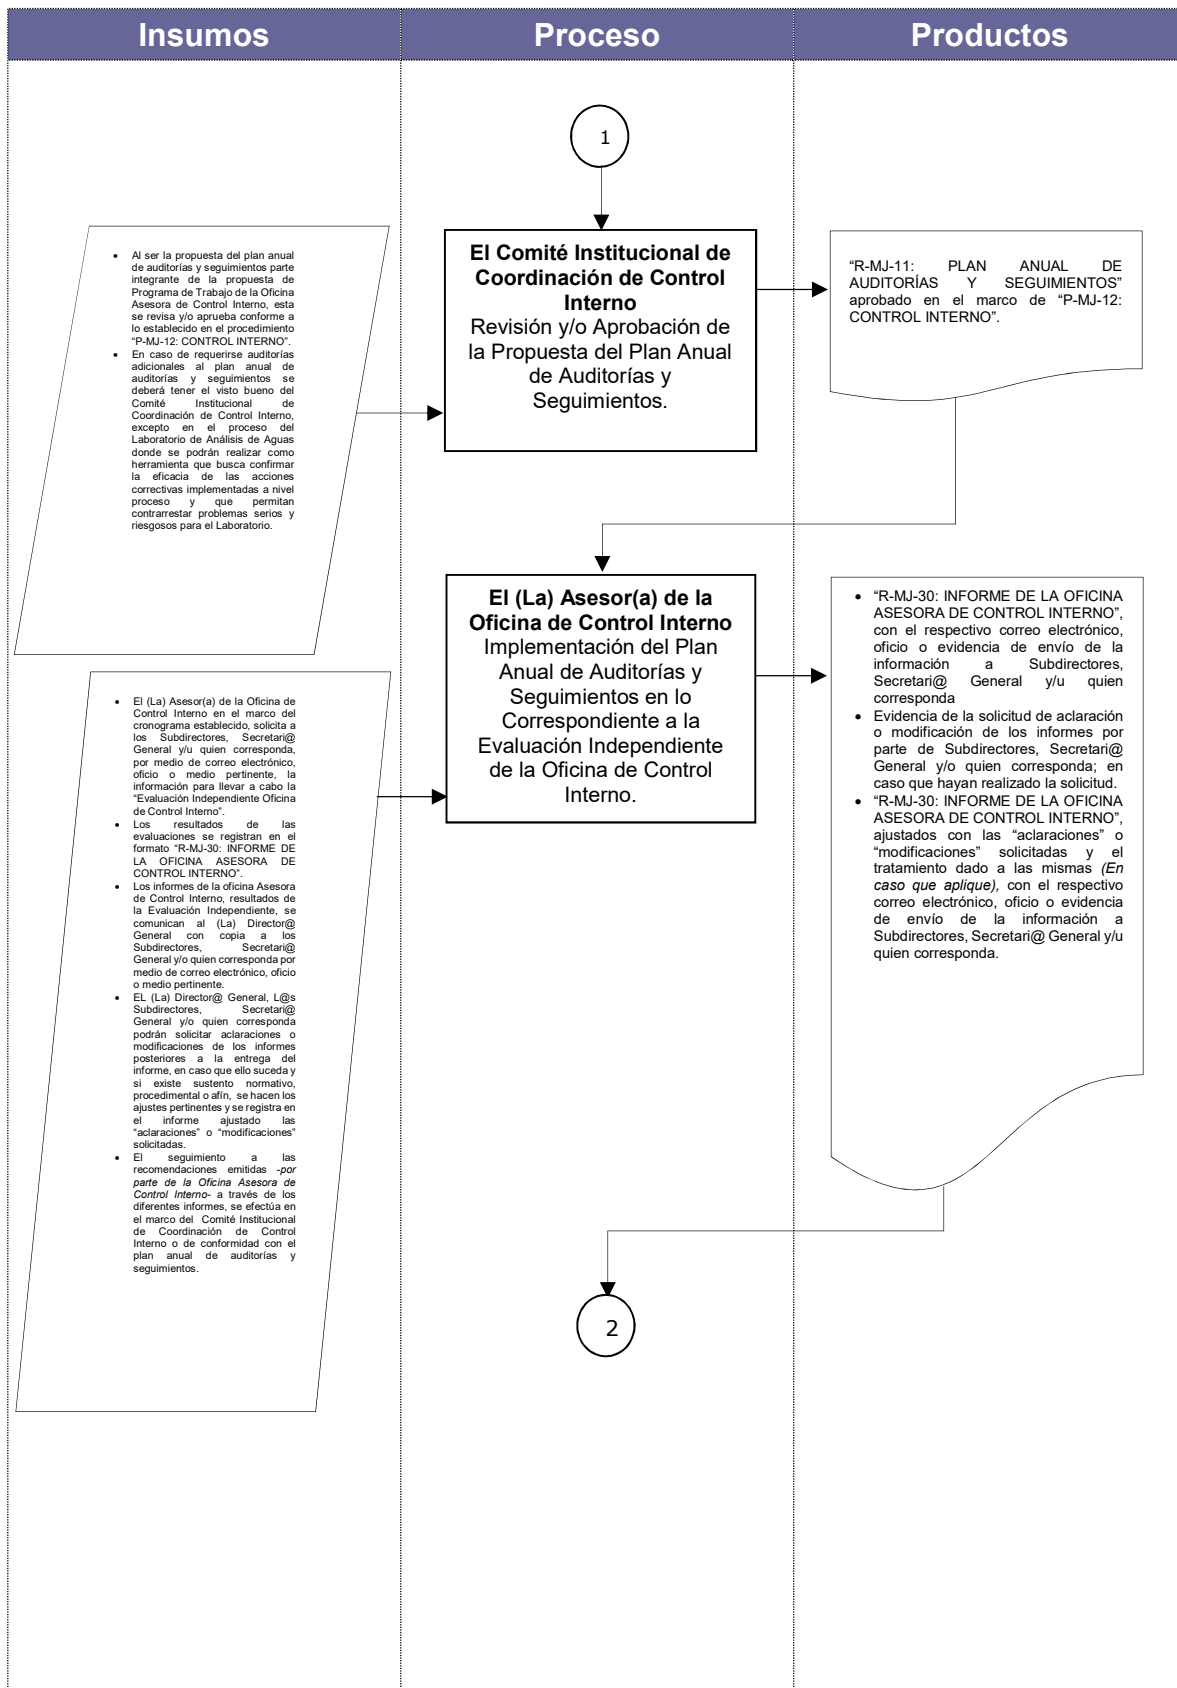 Insumos
Proceso
Productos
1
• Al ser la propuesta del plan anual
de auditorías y seguimientos parte
integrante de la propuesta de
Programa de Trabajo de la Oficina
Asesora de Control Interno, esta
se revisa y/o aprueba conforme a
lo establecido en el procedimiento
“P-MJ-12: CONTROL INTERNO”.
• En caso de requerirse auditorías
adicionales al plan anual de
auditorías y seguimientos se
deberá tener el visto bueno del
Comité Institucional de
Coordinación de Control Interno,
excepto en el proceso del
Laboratorio de Análisis de Aguas
donde se podrán realizar como
herramienta que busca confirmar
la eficacia de las acciones
correctivas implementadas a nivel
proceso y que permitan
contrarrestar problemas serios y
riesgosos para el Laboratorio.
El Comité Institucional de
Coordinación de Control
Interno
Revisión y/o Aprobación de
la Propuesta del Plan Anual
de Auditorías y
Seguimientos.
“R-MJ-11: PLAN ANUAL DE
AUDITORÍAS Y SEGUIMIENTOS”
aprobado en el marco de “P-MJ-12:
CONTROL INTERNO”.
• El (La) Asesor(a) de la Oficina de
Control Interno en el marco del
cronograma establecido, solicita a
los Subdirectores, Secretari@
General y/u quien corresponda,
por medio de correo electrónico,
oficio o medio pertinente, la
información para llevar a cabo la
“Evaluación Independiente Oficina
de Control Interno”.
• Los resultados de las
evaluaciones se registran en el
formato “R-MJ-30: INFORME DE
LA OFICINA ASESORA DE
CONTROL INTERNO”.
• Los informes de la oficina Asesora
de Control Interno, resultados de
la Evaluación Independiente, se
comunican al (La) Director@
General con copia a los
Subdirectores, Secretari@
General y/o quien corresponda por
medio de correo electrónico, oficio
o medio pertinente.
• EL (La) Director@ General, L@s
Subdirectores, Secretari@
General y/o quien corresponda
podrán solicitar aclaraciones o
modificaciones de los informes
posteriores a la entrega del
informe, en caso que ello suceda y
si existe sustento normativo,
procedimental o afín, se hacen los
ajustes pertinentes y se registra en
el informe ajustado las
“aclaraciones” o “modificaciones”
solicitadas.
• El seguimiento a las
recomendaciones emitidas -por
parte de la Oficina Asesora de
Control Interno- a través de los
diferentes informes, se efectúa en
el marco del Comité Institucional
de Coordinación de Control
Interno o de conformidad con el
plan anual de auditorías y
seguimientos.
El (La) Asesor(a) de la
Oficina de Control Interno
Implementación del Plan
Anual de Auditorías y
Seguimientos en lo
Correspondiente a la
Evaluación Independiente
de la Oficina de Control
Interno.
• “R-MJ-30: INFORME DE LA OFICINA
ASESORA DE CONTROL INTERNO”,
con el respectivo correo electrónico,
oficio o evidencia de envío de la
información a Subdirectores,
Secretari@ General y/u quien
corresponda
• Evidencia de la solicitud de aclaración
o modificación de los informes por
parte de Subdirectores, Secretari@
General y/o quien corresponda; en
caso que hayan realizado la solicitud.
• “R-MJ-30: INFORME DE LA OFICINA
ASESORA DE CONTROL INTERNO”,
ajustados con las “aclaraciones” o
“modificaciones” solicitadas y el
tratamiento dado a las mismas (En
caso que aplique), con el respectivo
correo electrónico, oficio o evidencia
de envío de la información a
Subdirectores, Secretari@ General y/u
quien corresponda.
2